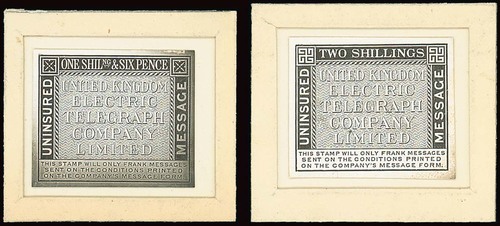 ONE SHILNG & SIX PENCE
UNINSURED
UNITED KINGDOM
ELECTRIC
TELEGRAPH
COMPANY
LIMITED
MESSAGE
THIS STAMP WILL ONLY FRANK MESSAGES
SENT ON THE CONDITIONS PRINTED
ON THE COMPANY'S MESSAGE FORM
TWO SHILLINGS
UNINSURED
UNITED KINGDOM
ELECTRIC
TELEGRAPH
COMPANY
LIMITED
MESSAGE
THIS STAMP WILL ONLY FRANK MESSAGES
SENT ON THE CONDITIONS PRINTED
ON THE COMPANY'S MESSAGE FORM.